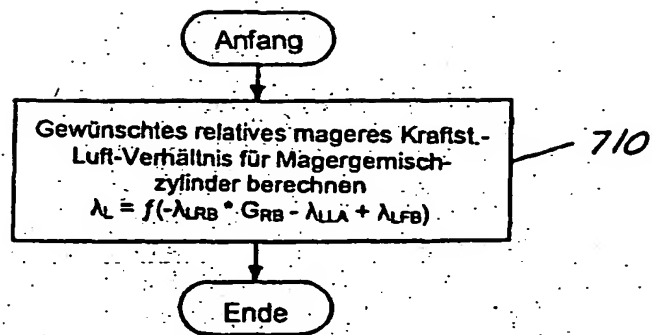 Anfang
Gewünschtes relatives mageres Kraftst.-
Luft-Verhältnis für Magergemisch-
zylinder berechnen
λL = f(-λLRB * GRB - λLLA + λLFB)
710
Ende